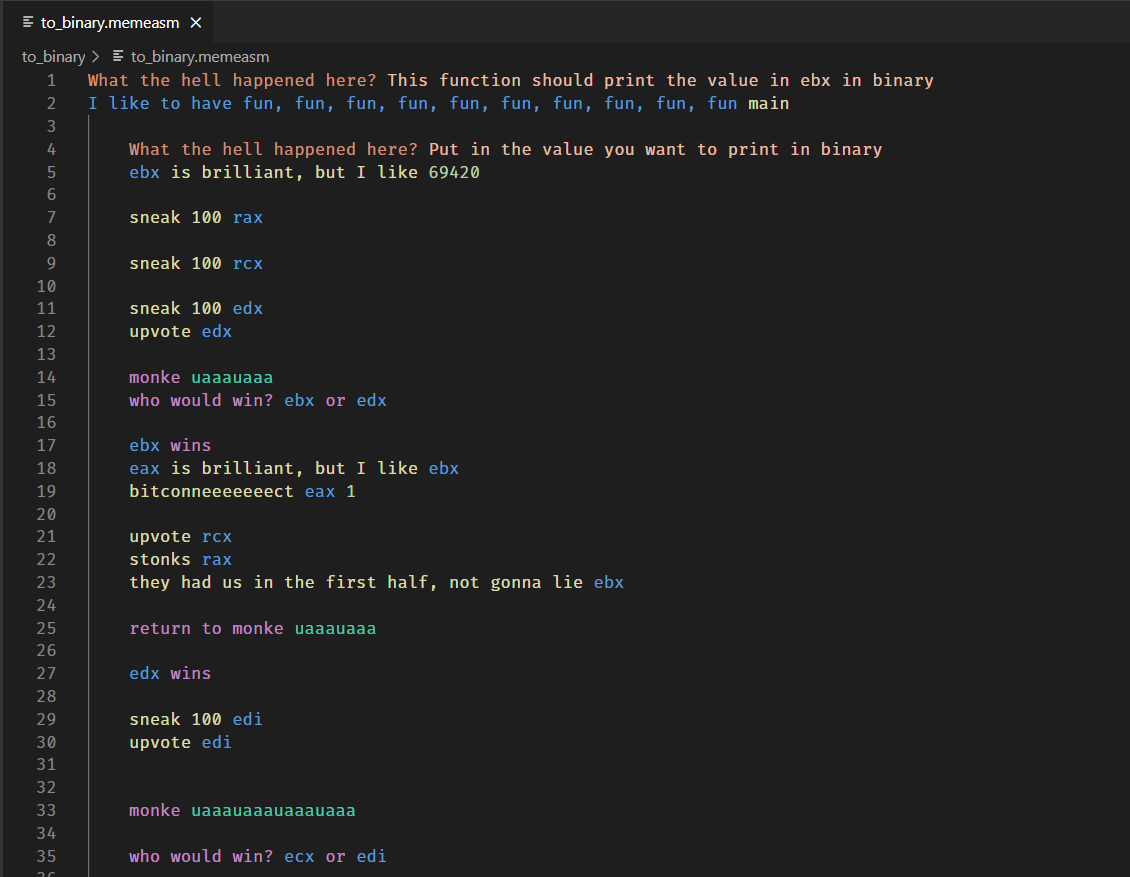 to_binary.memeasm
to_binary > to_binary.memeasm
1 What the hell happened here? This function should print the value in ebx in binary
2 I like to have fun, fun, fun, fun, fun, fun, fun, fun, fun, fun main
3
4 What the hell happened here? Put in the value you want to print in binary
5 ebx is brilliant, but I like 69420
6
7 sneak 100 rax
8
9 sneak 100 rcx
10
11 sneak 100 edx
12 upvote edx
13
14 monke uaaauaaa
15 who would win? ebx or edx
16
17 ebx wins
18 eax is brilliant, but I like ebx
19 bitconneeeeeeect eax 1
20
21 upvote rcx
22 stonks rax
23 they had us in the first half, not gonna lie ebx
24
25 return to monke uaaauaaa
26
27 edx wins
28
29 sneak 100 edi
30 upvote edi
31
32
33 monke uaaauaaauaaauaaa
34
35 who would win? ecx or edi